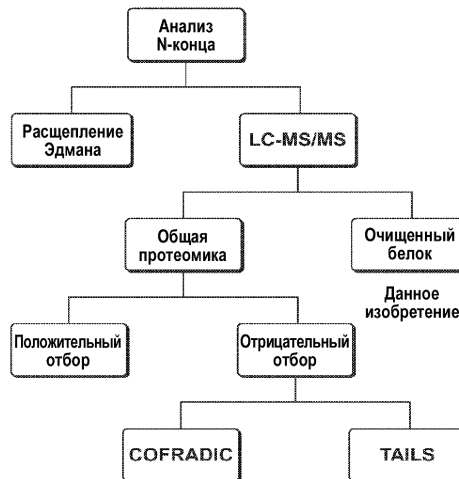 Анализ
N-конца
Расщепление
Эдмана
LC-MS/MS
Общая
протеомика
Очищенный
белок
Данное
изобретение
Положительный
отбор
Отрицательный
отбор
COFRADIC
TAILS